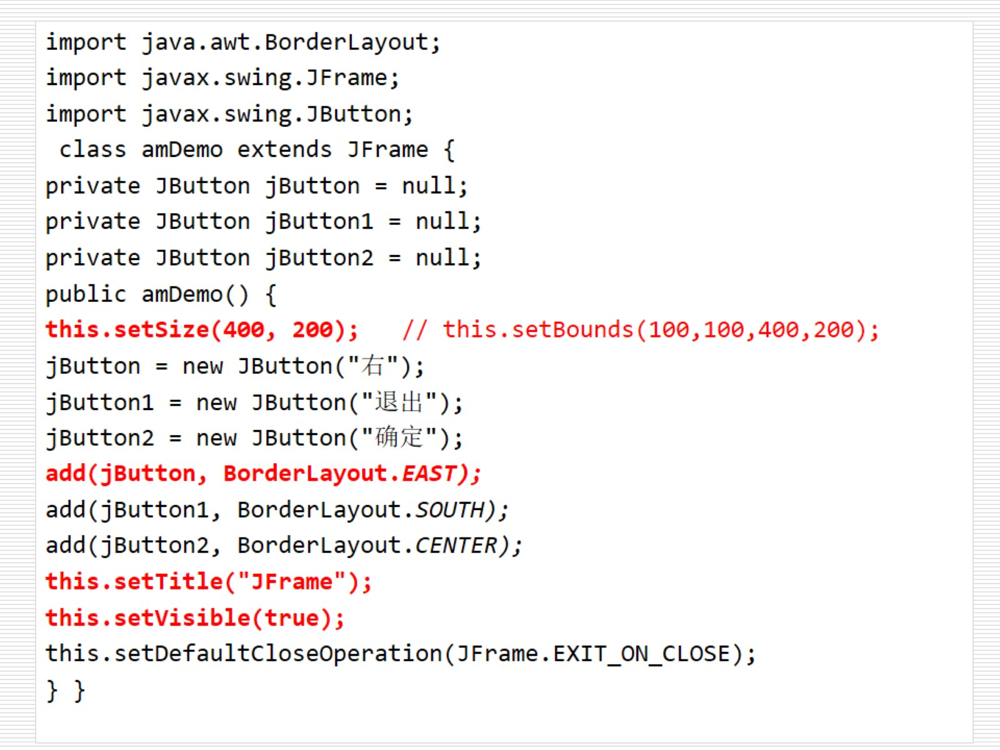 import java.awt.BorderLayout;
import javax.swing.JFrame;
import javax.swing.JButton;
class amDemo extends JFrame {
private JButton jButton = null;
private JButton jButton1 = null;
private JButton jButton2 = null;
public amDemo() {
this.setSize(400, 200);   // this.setBounds(100,100,400,200);
jButton = new JButton("右");
jButton1 = new JButton("退出");
jButton2 = new JButton("确定");
add(jButton, BorderLayout.EAST);
add(jButton1, BorderLayout.SOUTH);
add(jButton2, BorderLayout.CENTER);
this.setTitle("JFrame");
this.setVisible(true);
this.setDefaultCloseOperation(JFrame.EXIT_ON_CLOSE);
} }